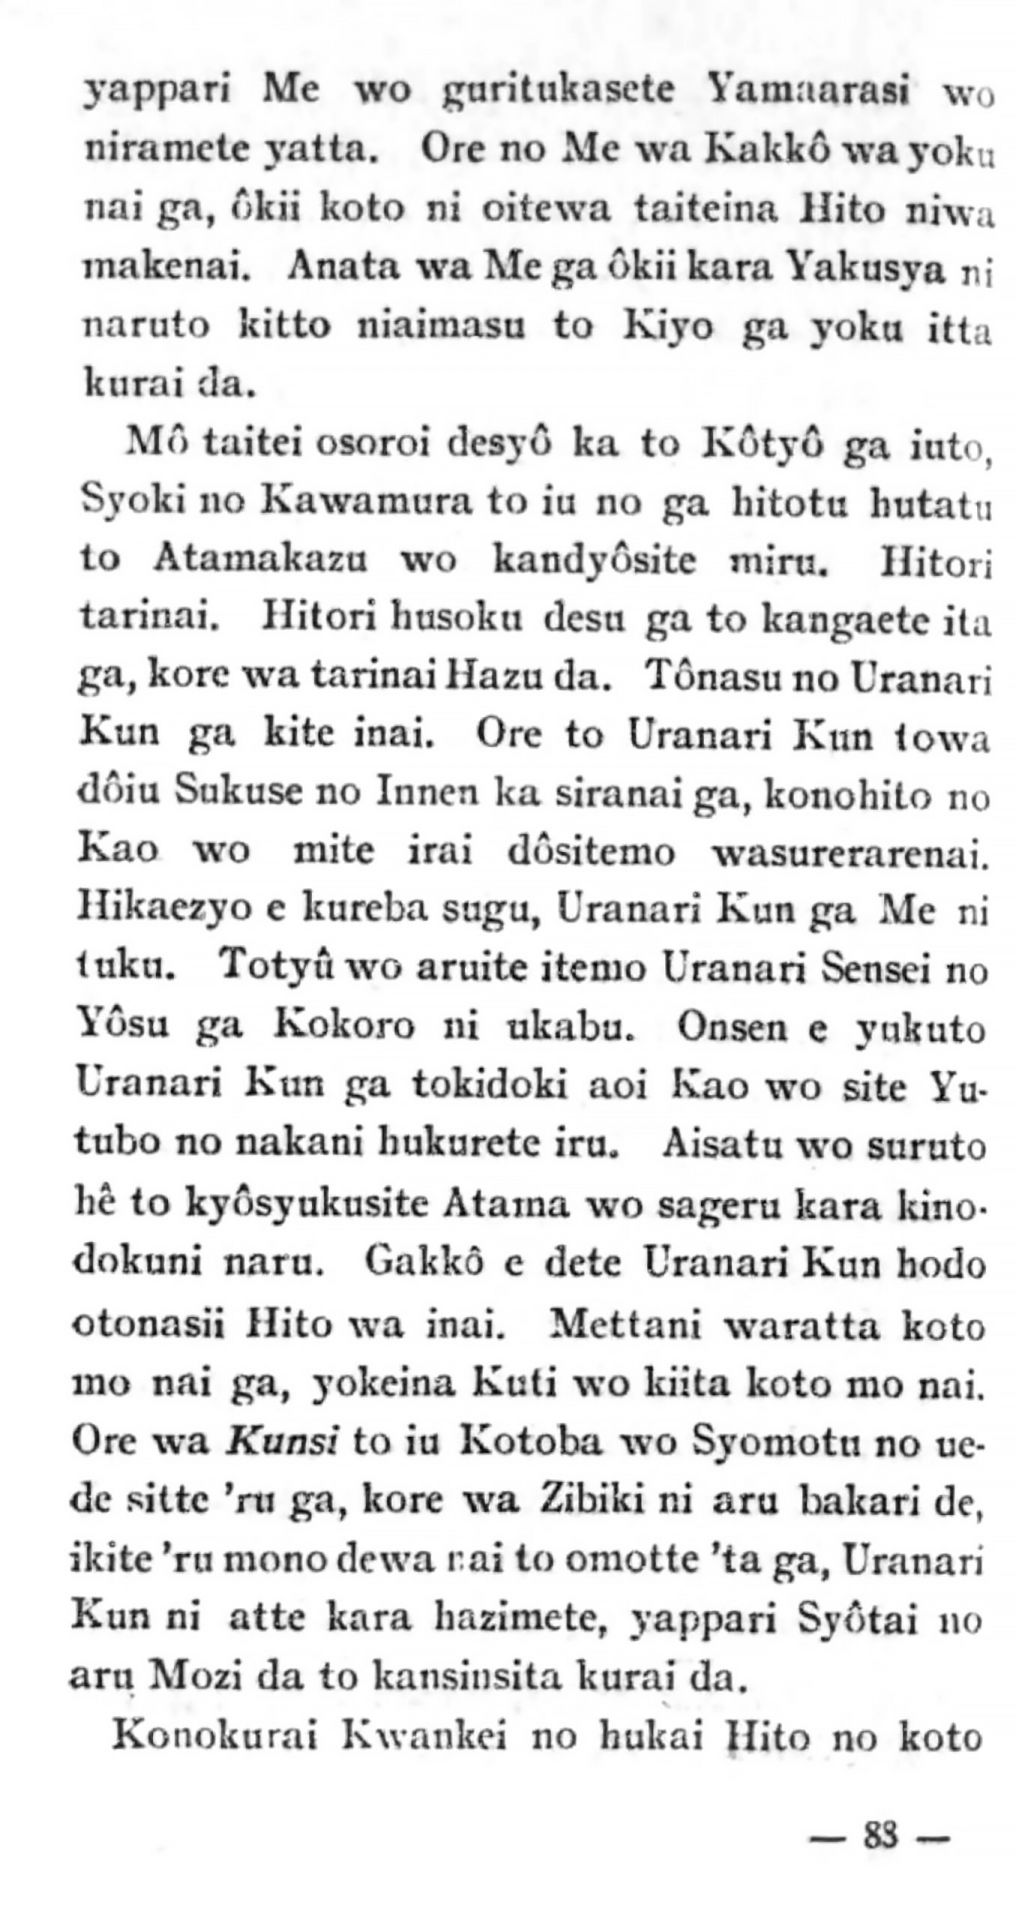 yappari Me wo guritukasete Yamaarasi wo
niramete yatta. Ore no Me wa Kakkô wa yoku
nai ga, ôkii koto ni oitewa taiteina Hito niwa
makenai. Anata wa Me ga ôkii kara Yakusya ni
naruto kitto niaimasu to Kiyo ga yoku itta
kurai da.
Mô taitei osoroi desyô ka to Kôtyô ga iuto,
Syoki no Kawamura to iu no ga hitotu hutatu
to Atamakazu wo kandyôsite miru. Hitori
tarinai. Hitori husoku desu ga to kangaete ita
ga, kore wa tarinai Hazu da. Tônasu no Uranari
Kun ga kite inai. Ore to Uranari Kun towa
dôiu Sukuse no Innen ka siranai ga, konohito no
Kao wo mite irai dôsitemo wasurerarenai.
Hikaezyo e kureba sugu, Uranari Kun ga Me ni
tuku. Totyû wo aruite itemo Uranari Sensei no
Yôsu ga Kokoro ni ukabu. Onsen e yukuto
Uranari Kun ga tokidoki aoi Kao wo site Yu-
tubo no nakani hukurete iru. Aisatu wo suruto
hê to kyôsyukusite Atama wo sageru kara kino-
dokuni naru. Gakkô e dete Uranari Kun hodo
otonasii Hito wa inai. Mettani waratta koto
mo nai ga, yokeina Kuti wo kiita koto mo nai.
Ore wa Kunsi to iu Kotoba wo Syomotu no ue-
de sitte 'ru ga, kore wa Zibiki ni aru bakari de,
ikite 'ru mono dewa nai to omotte 'ta ga, Uranari
Kun ni atte kara hazimete, yappari Syôtai no
aru Mozi da to kansinsita kurai da.
Konokurai Kwankei no hukai Hito no koto
— 83 —